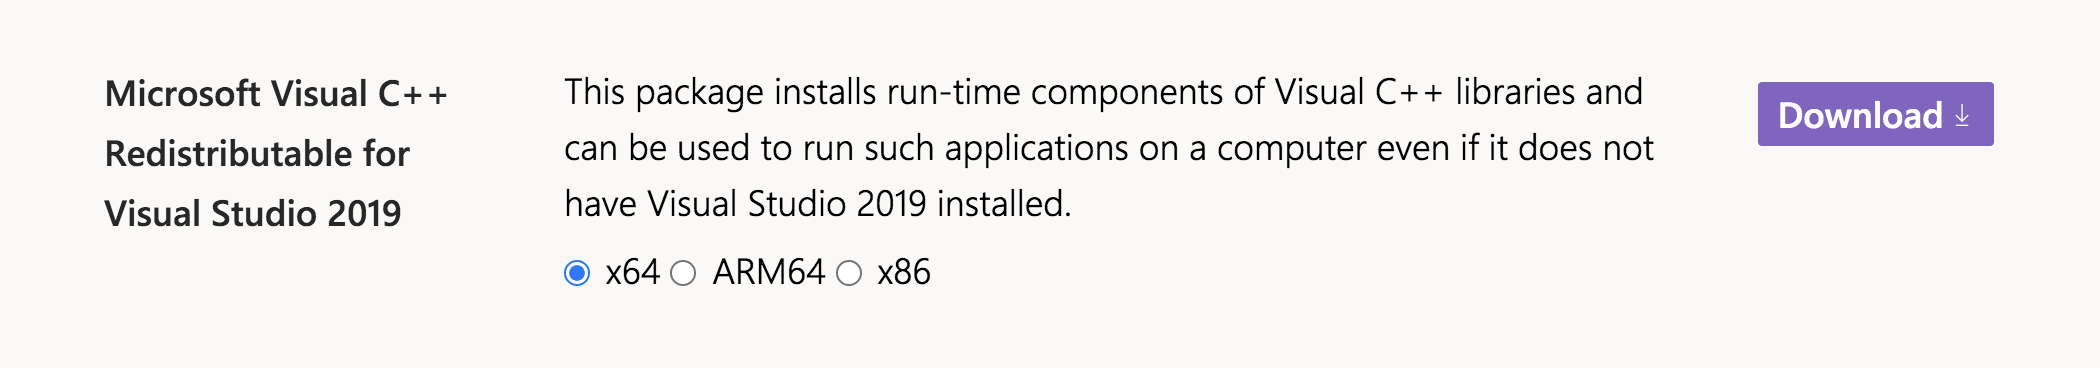 Microsoft Visual C++
Redistributable for
Visual Studio 2019
This package installs run-time components of Visual C++ libraries and
can be used to run such applications on a computer even if it does not
have Visual Studio 2019 installed.
x64 ARM64 x86
Download